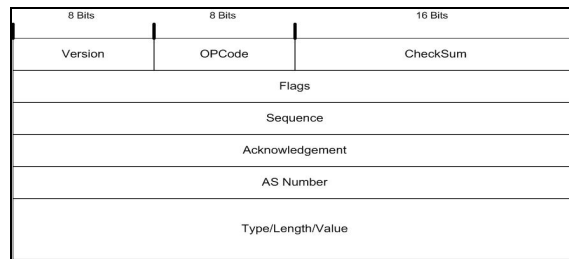 8 Bits 8 Bits 16 Bits
Version OPCode CheckSum
Flags
Sequence
Acknowledgement
AS Number
Type/Length/Value